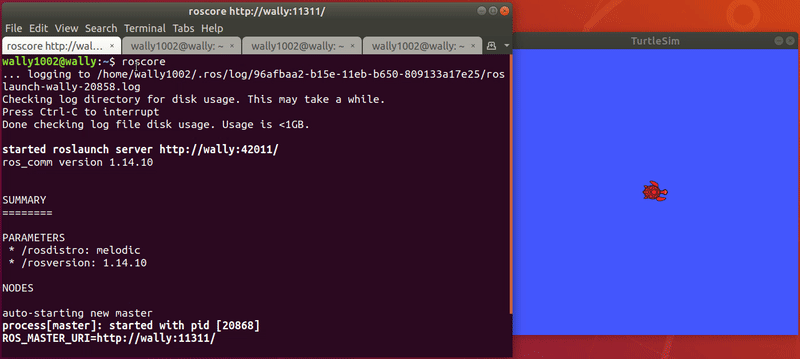 roscore http://wally:11311/
File Edit View Search Terminal Tabs Help
roscore http://wal... × wally1002@wally: ~ × wally1002@wally: ~ × wally1002@wally: ~ ×
TurtleSim
wally1002@wally:~$ roscore
... logging to /home/wally1002/.ros/log/96afbaa2-b15e-11eb-b650-809133a17e25/ros
launch-wally-20858.log
Checking log directory for disk usage. This may take a while.
Press Ctrl-C to interrupt
Done checking log file disk usage. Usage is <1GB.
started roslaunch server http://wally:42011/
ros_comm version 1.14.10
SUMMARY
========
PARAMETERS
* /rosdistro: melodic
* /rosversion: 1.14.10
NODES
auto-starting new master
process[master]: started with pid [20868]
ROS_MASTER_URI=http://wally:11311/